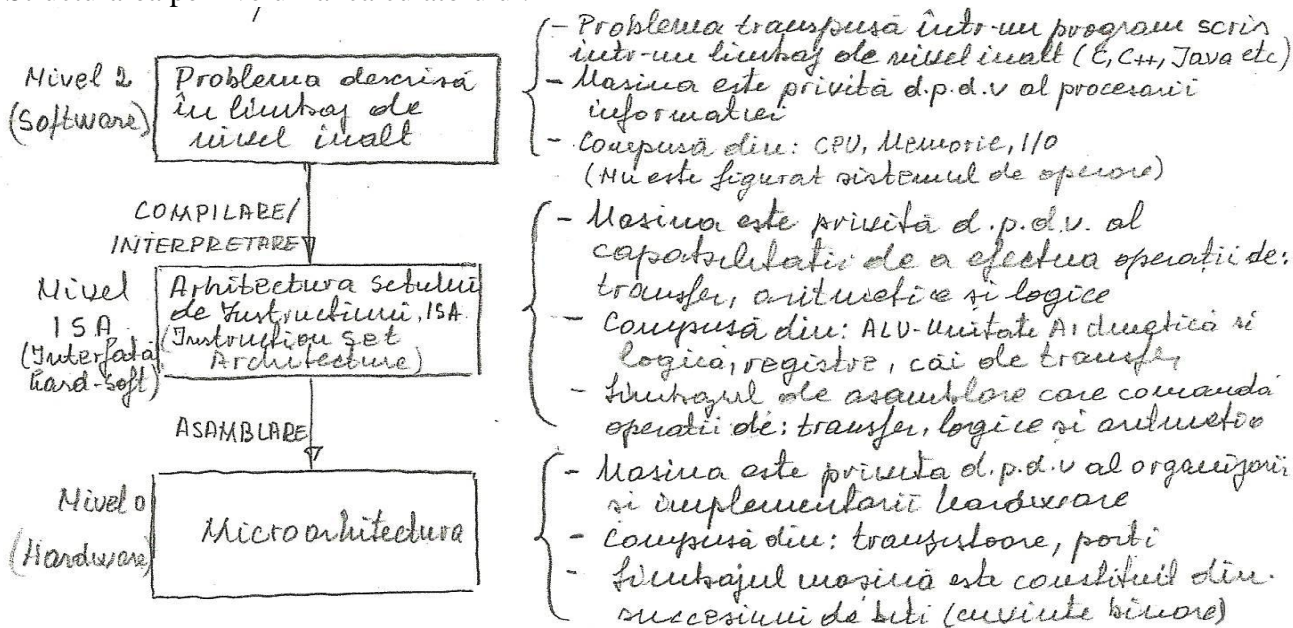 Nivel 2
(Software)
Problema descrisă
în limbaj de
nivel inalt
- Problema transpusă într-un program scris
într-un limbaj de nivel inalt (C, C++, Java etc)
- Masina este privită d.p.d.v al procesarii
informatiei
- Compusă din: CPU, Memorie, I/O
(Nu este figurat sistemul de operare)
COMPILARE/
INTERPRETARE
Nivel
ISA
(Interfată
hard-soft)
Arhitectura Setului
de Instructiuni, ISA
(Instruction Set
Architecture)
- Masina este privită d.p.d.v. al
capabilitatii de a efectua operații de:
transfer, aritmetice si logice
- Compusă din: ALU-Unitate Aritmetică si
logică, registre, căi de transfer
- Limbajul de asamblare care comandă
operatii de: transfer, logice si aritmetice
ASAMBLARE
Nivel 0
(Hardware)
Microarhitectura
- Masina este privita d.p.d.v al organizarii
si implementarii hardware
- Compusă din: tranzistoare, porti
- Limbajul masină este constituit din
succesiuni de biti (cuvinte binare)